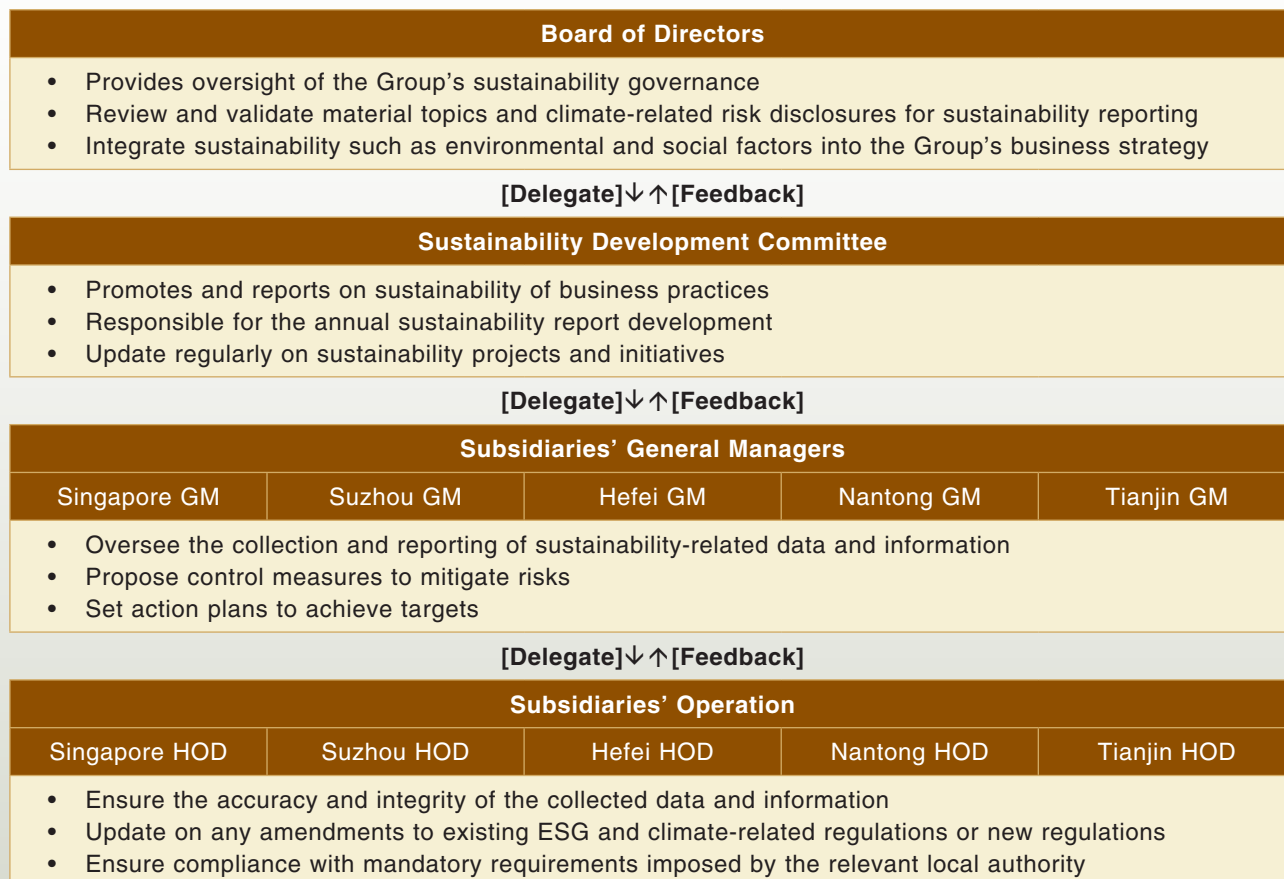 Board of Directors
• Provides oversight of the Group’s sustainability governance
• Review and validate material topics and climate-related risk disclosures for sustainability reporting
• Integrate sustainability such as environmental and social factors into the Group’s business strategy
[Delegate]↓↑[Feedback]
Sustainability Development Committee
• Promotes and reports on sustainability of business practices
• Responsible for the annual sustainability report development
• Update regularly on sustainability projects and initiatives
[Delegate]↓↑[Feedback]
Subsidiaries’ General Managers
Singapore GM Suzhou GM Hefei GM Nantong GM Tianjin GM
• Oversee the collection and reporting of sustainability-related data and information
• Propose control measures to mitigate risks
• Set action plans to achieve targets
[Delegate]↓↑[Feedback]
Subsidiaries’ Operation
Singapore HOD Suzhou HOD Hefei HOD Nantong HOD Tianjin HOD
• Ensure the accuracy and integrity of the collected data and information
• Update on any amendments to existing ESG and climate-related regulations or new regulations
• Ensure compliance with mandatory requirements imposed by the relevant local authority